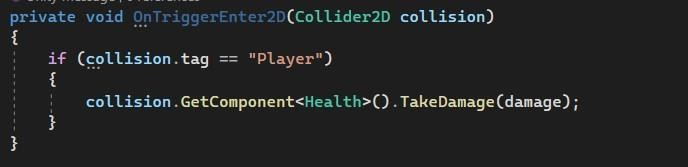 private void OnTriggerEnter2D(Collider2D collision)
{
if (collision.tag == "Player")
{
collision.GetComponent<Health>().TakeDamage(damage);
}
}